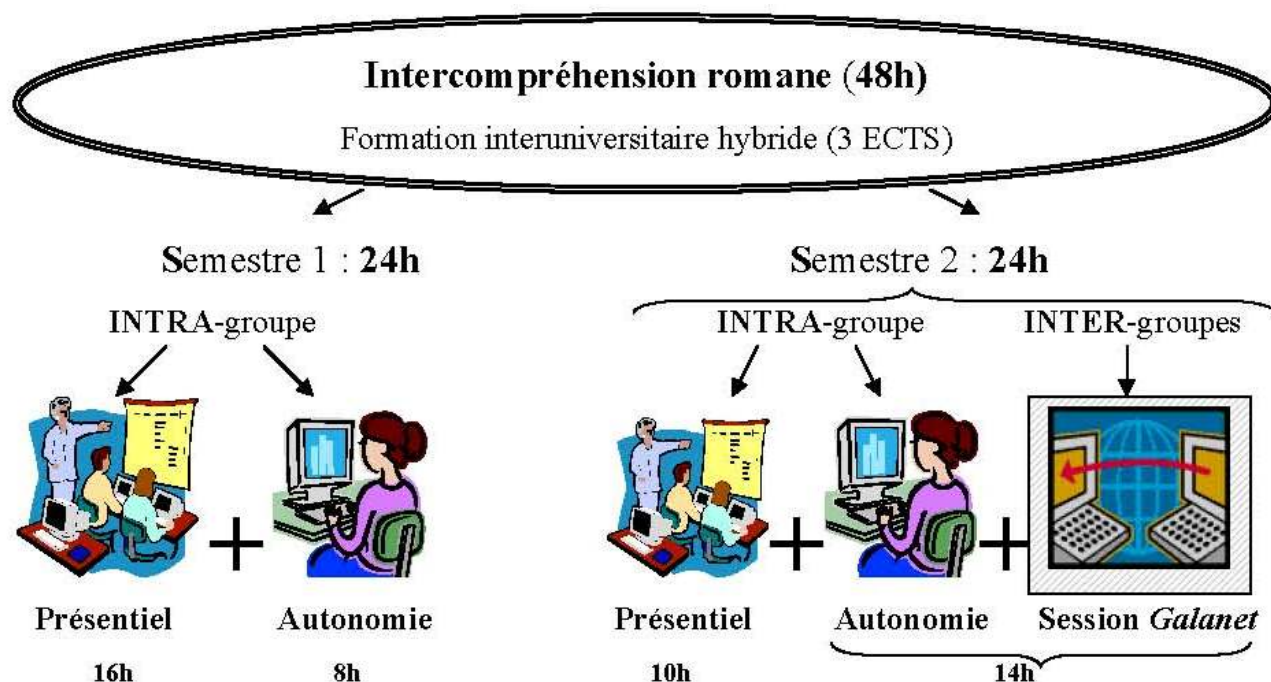 Intercompréhension romane (48h)
Formation interuniversitaire hybride (3 ECTS)
Semestre 1 : 24h
Semestre 2 : 24h
INTRA-groupe
INTRA-groupe
INTER-groupes
Présentiel
Autonomie
Présentiel
Autonomie
Session Galanet
16h
8h
10h
14h